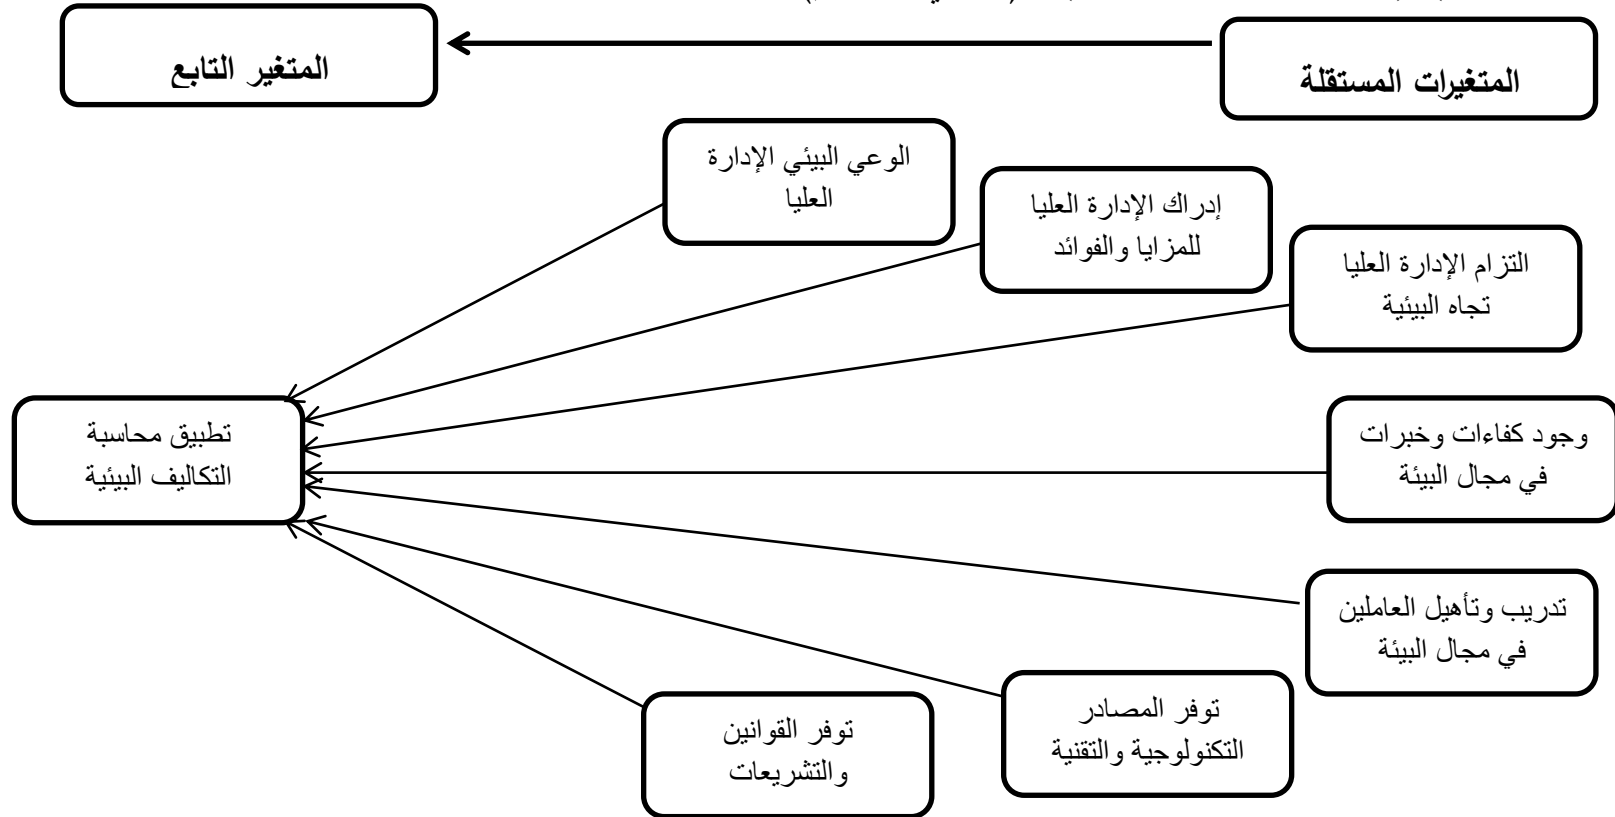 المتغيرات المستقلة
المتغير التابع
الوعي البيئي الإدارة
العليا
إدراك الإدارة العليا
للمزايا والفوائد
التزام الإدارة العليا
تجاه البيئية
وجود كفاءات وخبرات
في مجال البيئة
تدريب وتأهيل العاملين
في مجال البيئة
توفر المصادر
التكنولوجية والتقنية
توفر القوانين
والتشريعات
تطبيق محاسبة
التكاليف البيئية